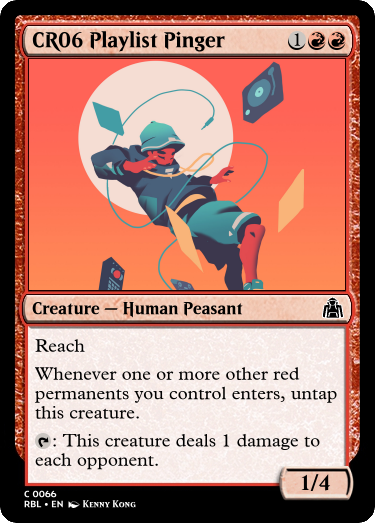 CR06 Playlist Pinger 1
Creature — Human Peasant
Reach
Whenever one or more other red
permanents you control enters, untap
this creature.
: This creature deals 1 damage to
each opponent.
1/4
C 0066
RBL • EN Kenny Kong